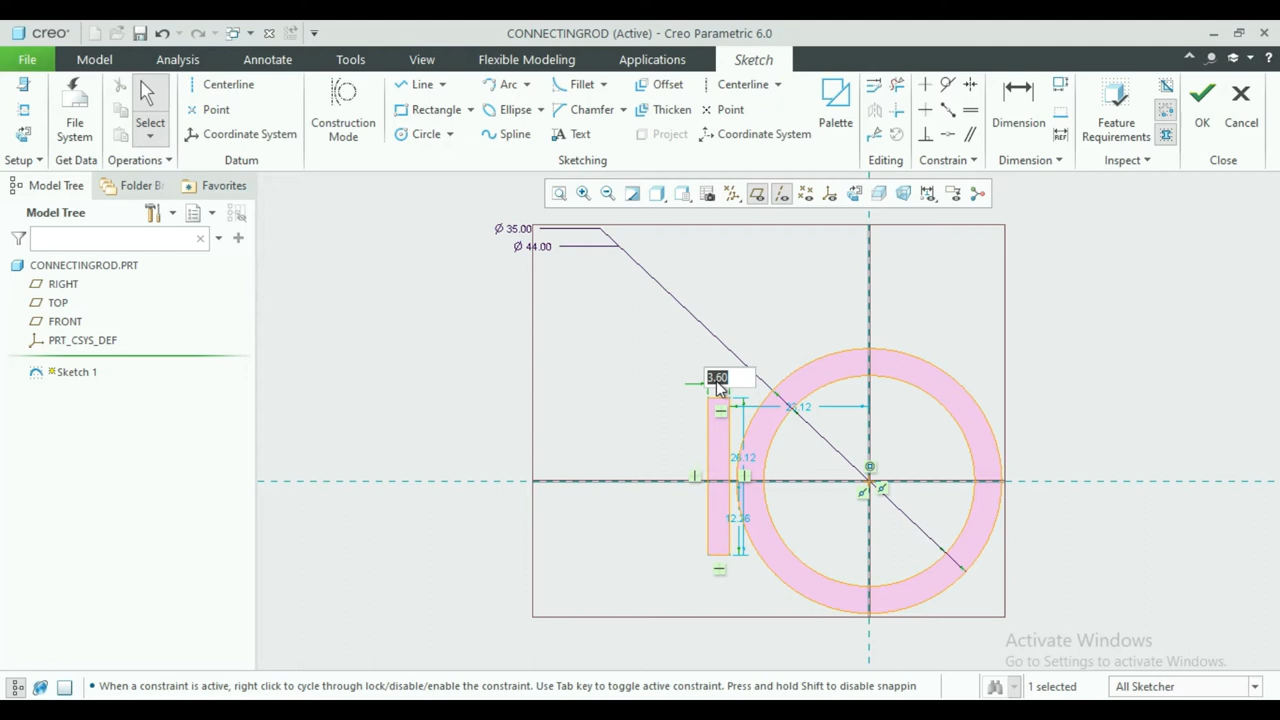 creo
CONNECTINGROD (Active) - Creo Parametric 6.0
File Model Analysis Annotate Tools View Flexible Modeling Applications Sketch
Centerline Line Arc Fillet Offset Centerline
Point Rectangle Ellipse Chamfer Thicken Point
File System Select Coordinate System Construction Mode Circle Spline Text Project Coordinate System Palette Dimension Feature Requirements OK Cancel
Setup Get Data Operations Datum Sketching Editing Constrain Dimension Inspect Close
Model Tree Folder Br Favorites
Model Tree
CONNECTINGROD.PRT
RIGHT
TOP
FRONT
PRT_CSYS_DEF
Sketch 1
Ø 35.00
Ø 44.00
3.60
23.12
26.12
12.26
Activate Windows
Go to Settings to activate Windows.
• When a constraint is active, right click to cycle through lock/disable/enable the constraint. Use Tab key to toggle active constraint. Press and hold Shift to disable snappin
1 selected
All Sketcher